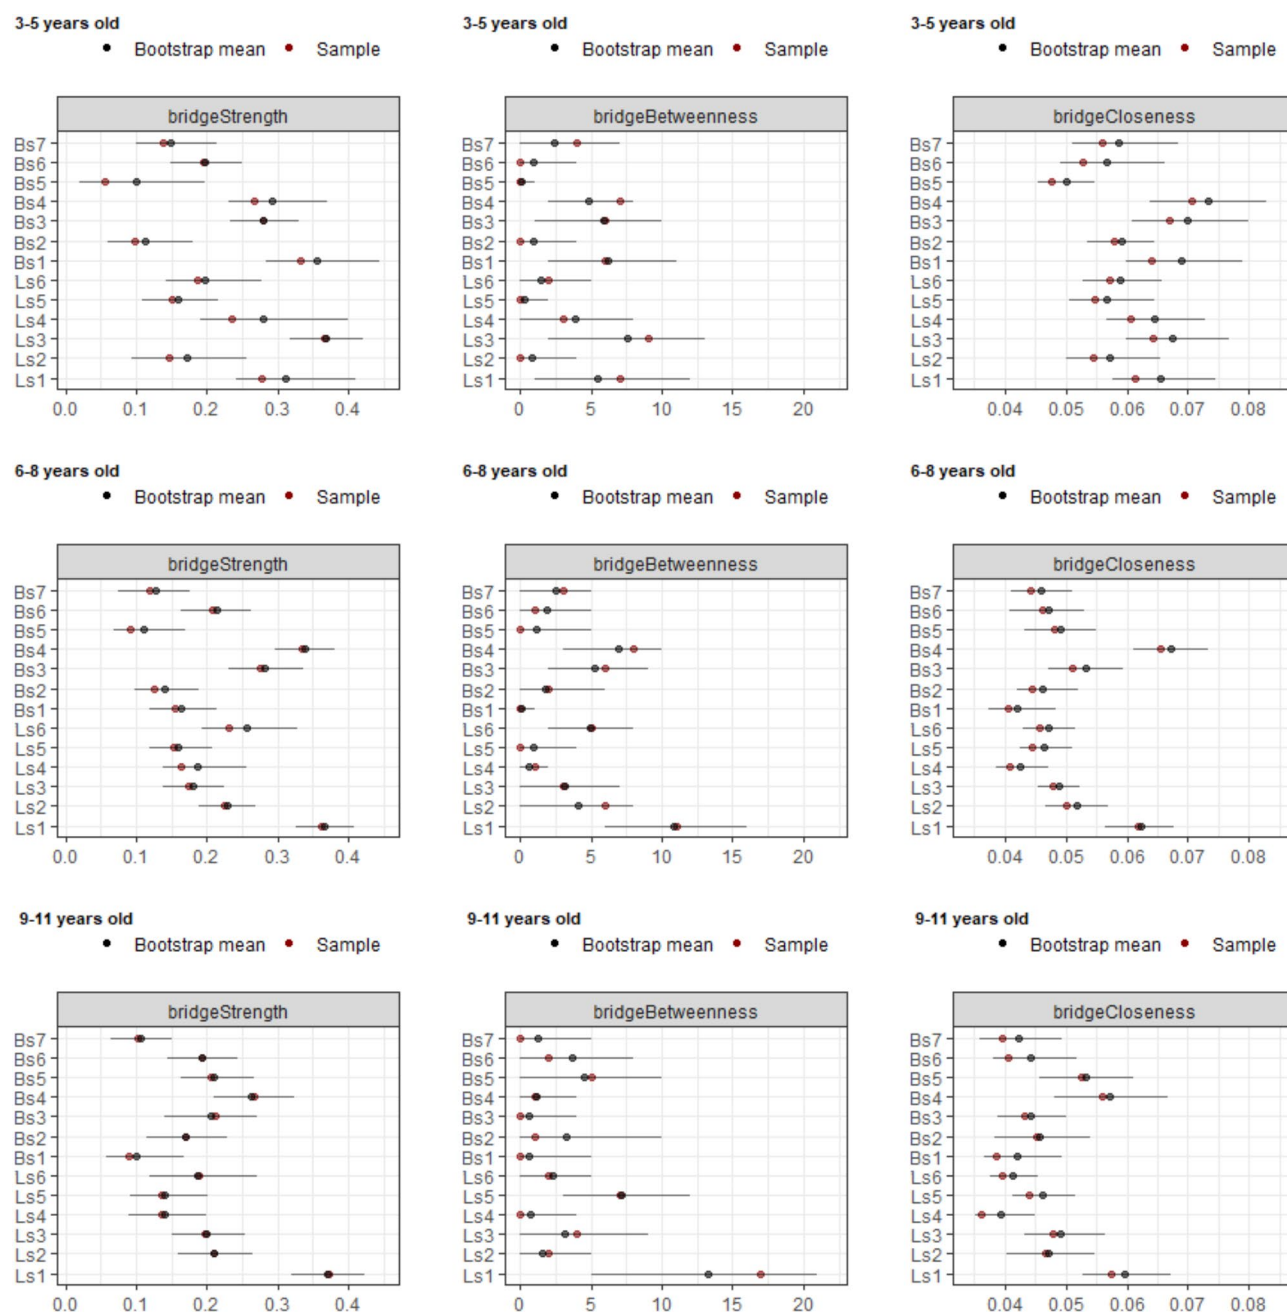 3-5 years old 3-5 years old 3-5 years old
Bootstrap mean Sample Bootstrap mean Sample Bootstrap mean Sample
bridgeStrength bridgeBetweenness bridgeCloseness
Bs7 Bs7 Bs7
Bs6 Bs6 Bs6
Bs5 Bs5 Bs5
Bs4 Bs4 Bs4
Bs3 Bs3 Bs3
Bs2 Bs2 Bs2
Bs1 Bs1 Bs1
Ls6 Ls6 Ls6
Ls5 Ls5 Ls5
Ls4 Ls4 Ls4
Ls3 Ls3 Ls3
Ls2 Ls2 Ls2
Ls1 Ls1 Ls1
0.0 0.2 0.3 0.4 0 5 10 15 20 0.04 0.05 0.06 0.07 0.08
6-8 years old 6-8 years old 6-8 years old
Bootstrap mean Sample Bootstrap mean Sample Bootstrap mean Sample
bridgeStrength bridgeBetweenness bridgeCloseness
Bs7 Bs7 Bs7
Bs6 Bs6 Bs6
Bs5 Bs5 Bs5
Bs4 Bs4 Bs4
Bs3 Bs3 Bs3
Bs2 Bs2 Bs2
Bs1 Bs1 Bs1
Ls6 Ls6 Ls6
Ls5 Ls5 Ls5
Ls4 Ls4 Ls4
Ls3 Ls3 Ls3
Ls2 Ls2 Ls2
Ls1 Ls1 Ls1
0.0 0.2 0.3 0.4 0 5 10 15 20 0.04 0.05 0.06 0.07 0.08
9-11 years old 9-11 years old 9-11 years old
Bootstrap mean Sample Bootstrap mean Sample Bootstrap mean Sample
bridgeStrength bridgeBetweenness bridgeCloseness
Bs7 Bs7 Bs7
Bs6 Bs6 Bs6
Bs5 Bs5 Bs5
Bs4 Bs4 Bs4
Bs3 Bs3 Bs3
Bs2 Bs2 Bs2
Bs1 Bs1 Bs1
Ls6 Ls6 Ls6
Ls5 Ls5 Ls5
Ls4 Ls4 Ls4
Ls3 Ls3 Ls3
Ls2 Ls2 Ls2
Ls1 Ls1 Ls1
0.0 0.2 0.3 0.4 0 5 10 15 20 0.04 0.05 0.06 0.07 0.08